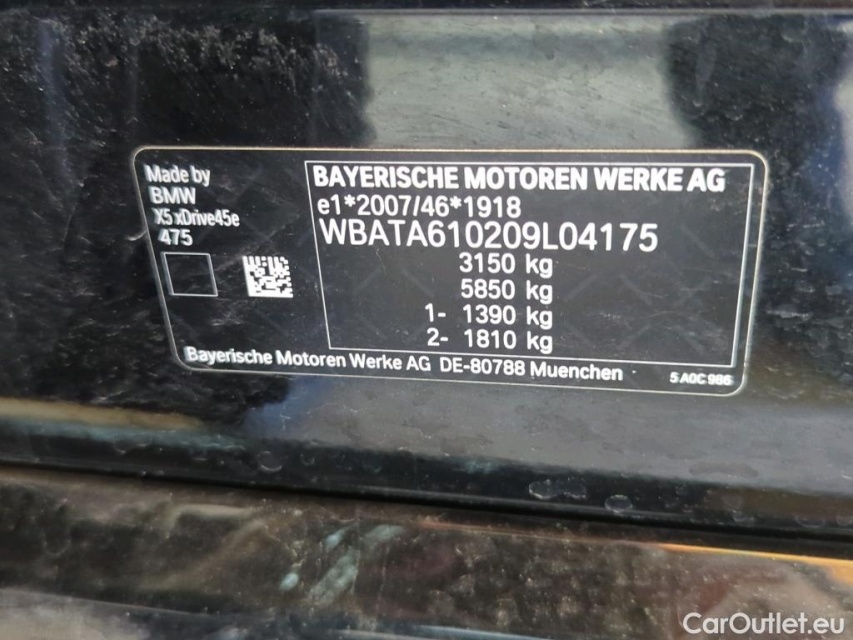 Made by
BMW
X5 xDrive45e
475
BAYERISCHE MOTOREN WERKE AG
e1*2007/46*1918
WBATA610209L04175
3150 kg
5850 kg
1- 1390 kg
2- 1810 kg
Bayerische Motoren Werke AG DE-80788 Muenchen
5 A0C 986
CarOutlet.eu